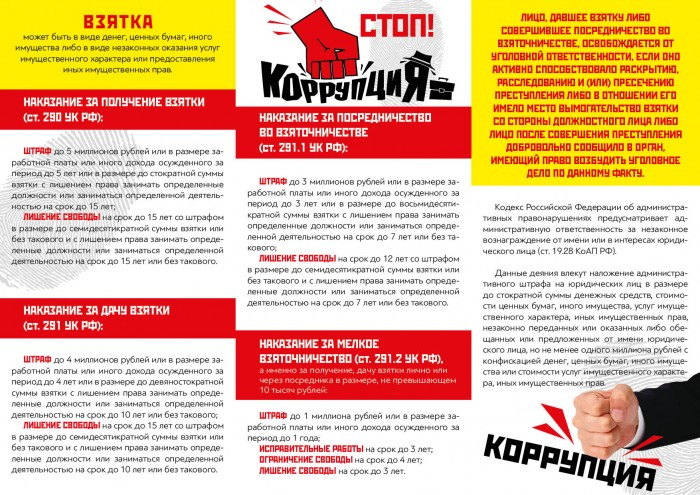 ВЗЯТКА
может быть в виде денег, ценных бумаг, иного
имущества либо в виде незаконных оказания услуг
имущественного характера или предоставления
иных имущественных прав.
НАКАЗАНИЕ ЗА ПОЛУЧЕНИЕ ВЗЯТКИ
(ст. 290 УК РФ):
ШТРАФ до 5 миллионов рублей или в размере за-
работной платы или иного дохода осужденного за
период до 5 лет или в размере до стократной суммы
взятки с лишением права занимать определенные
должности или заниматься определенной деятель-
ностью на срок до 15 лет;
ЛИШЕНИЕ СВОБОДЫ на срок до 15 лет со штрафом
в размере до семидесятикратной суммы взятки или
без такового и с лишением права занимать опреде-
ленные должности или заниматься определенной
деятельностью на срок до 15 лет или без такового.
НАКАЗАНИЕ ЗА ДАЧУ ВЗЯТКИ
(ст. 291 УК РФ):
ШТРАФ до 4 миллионов рублей или в размере за-
работной платы или иного дохода осужденного за
период до 4 лет или в размере до девяностократной
суммы взятки с лишением права занимать опреде-
ленные должности или заниматься определенной
деятельностью на срок до 10 лет или без такового;
ЛИШЕНИЕ СВОБОДЫ на срок до 15 лет со штрафом
в размере до семидесятикратной суммы взятки или
без такового и с лишением права занимать опреде-
ленные должности или заниматься определенной
деятельностью на срок до 10 лет или без такового.
СТОП!
КОРРУПЦИЯ
НАКАЗАНИЕ ЗА ПОСРЕДНИЧЕСТВО
ВО ВЗЯТОЧНИЧЕСТВЕ
(ст. 291.1 УК РФ):
ШТРАФ до 3 миллионов рублей или в размере за-
работной платы или иного дохода осужденного за
период до 3 лет или в размере до восьмидесяти-
кратной суммы взятки с лишением права занимать
определенные должности или заниматься опреде-
ленной деятельностью на срок до 7 лет или без та-
кового;
ЛИШЕНИЕ СВОБОДЫ на срок до 12 лет со штрафом
в размере до семидесятикратной суммы взятки или
без такового и с лишением права занимать опреде-
ленные должности или заниматься определенной
деятельностью на срок до 7 лет или без такового.
НАКАЗАНИЕ ЗА МЕЛКОЕ
ВЗЯТОЧНИЧЕСТВО (ст. 291.2 УК РФ),
а именно за получение, дачу взятки лично или
через посредника в размере, не превышающем
10 тысяч рублей:
ШТРАФ до 1 миллиона рублей или в размере за-
работной платы или иного дохода осужденного за
период до 1 года;
ИСПРАВИТЕЛЬНЫЕ РАБОТЫ на срок до 3 лет;
ОГРАНИЧЕНИЕ СВОБОДЫ на срок до 4 лет;
ЛИШЕНИЕ СВОБОДЫ на срок до 3 лет.
ЛИЦО, ДАВШЕЕ ВЗЯТКУ ЛИБО
СОВЕРШИВШЕЕ ПОСРЕДНИЧЕСТВО ВО
ВЗЯТОЧНИЧЕСТВЕ, ОСВОБОЖДАЕТСЯ ОТ
УГОЛОВНОЙ ОТВЕТСТВЕННОСТИ, ЕСЛИ ОНО
АКТИВНО СПОСОБСТВОВАЛО РАСКРЫТИЮ,
РАССЛЕДОВАНИЮ И (ИЛИ) ПРЕСЕЧЕНИЮ
ПРЕСТУПЛЕНИЯ ЛИБО В ОТНОШЕНИИ ЕГО
ИМЕЛО МЕСТО ВЫМОГАТЕЛЬСТВО ВЗЯТКИ
СО СТОРОНЫ ДОЛЖНОСТНОГО ЛИЦА ЛИБО
ЛИЦО ПОСЛЕ СОВЕРШЕНИЯ ПРЕСТУПЛЕНИЯ
ДОБРОВОЛЬНО СООБЩИЛО В ОРГАН,
ИМЕЮЩИЙ ПРАВО ВОЗБУДИТЬ УГОЛОВНОЕ
ДЕЛО ПО ДАННОМУ ФАКТУ.
Кодекс Российской Федерации об админист-
ративных правонарушениях предусматривает ад-
министративную ответственность за незаконное
вознаграждение от имени или в интересах юриди-
ческого лица (ст. 19.28 КоАП РФ).
Данные деяния влекут наложение администра-
тивного штрафа на юридических лиц в размере
до стократной суммы денежных средств, стоимо-
сти ценных бумаг, иного имущества, услуг имуще-
ственного характера, иных имущественных прав,
незаконно переданных или оказанных либо обе-
щанных или предложенных от имени юридиче-
ского лица, но не менее одного миллиона рублей с
конфискацией денег, ценных бумаг, иного имуще-
ства или стоимости услуг имущественного характе-
ра, иных имущественных прав.
КОРРУПЦИЯ